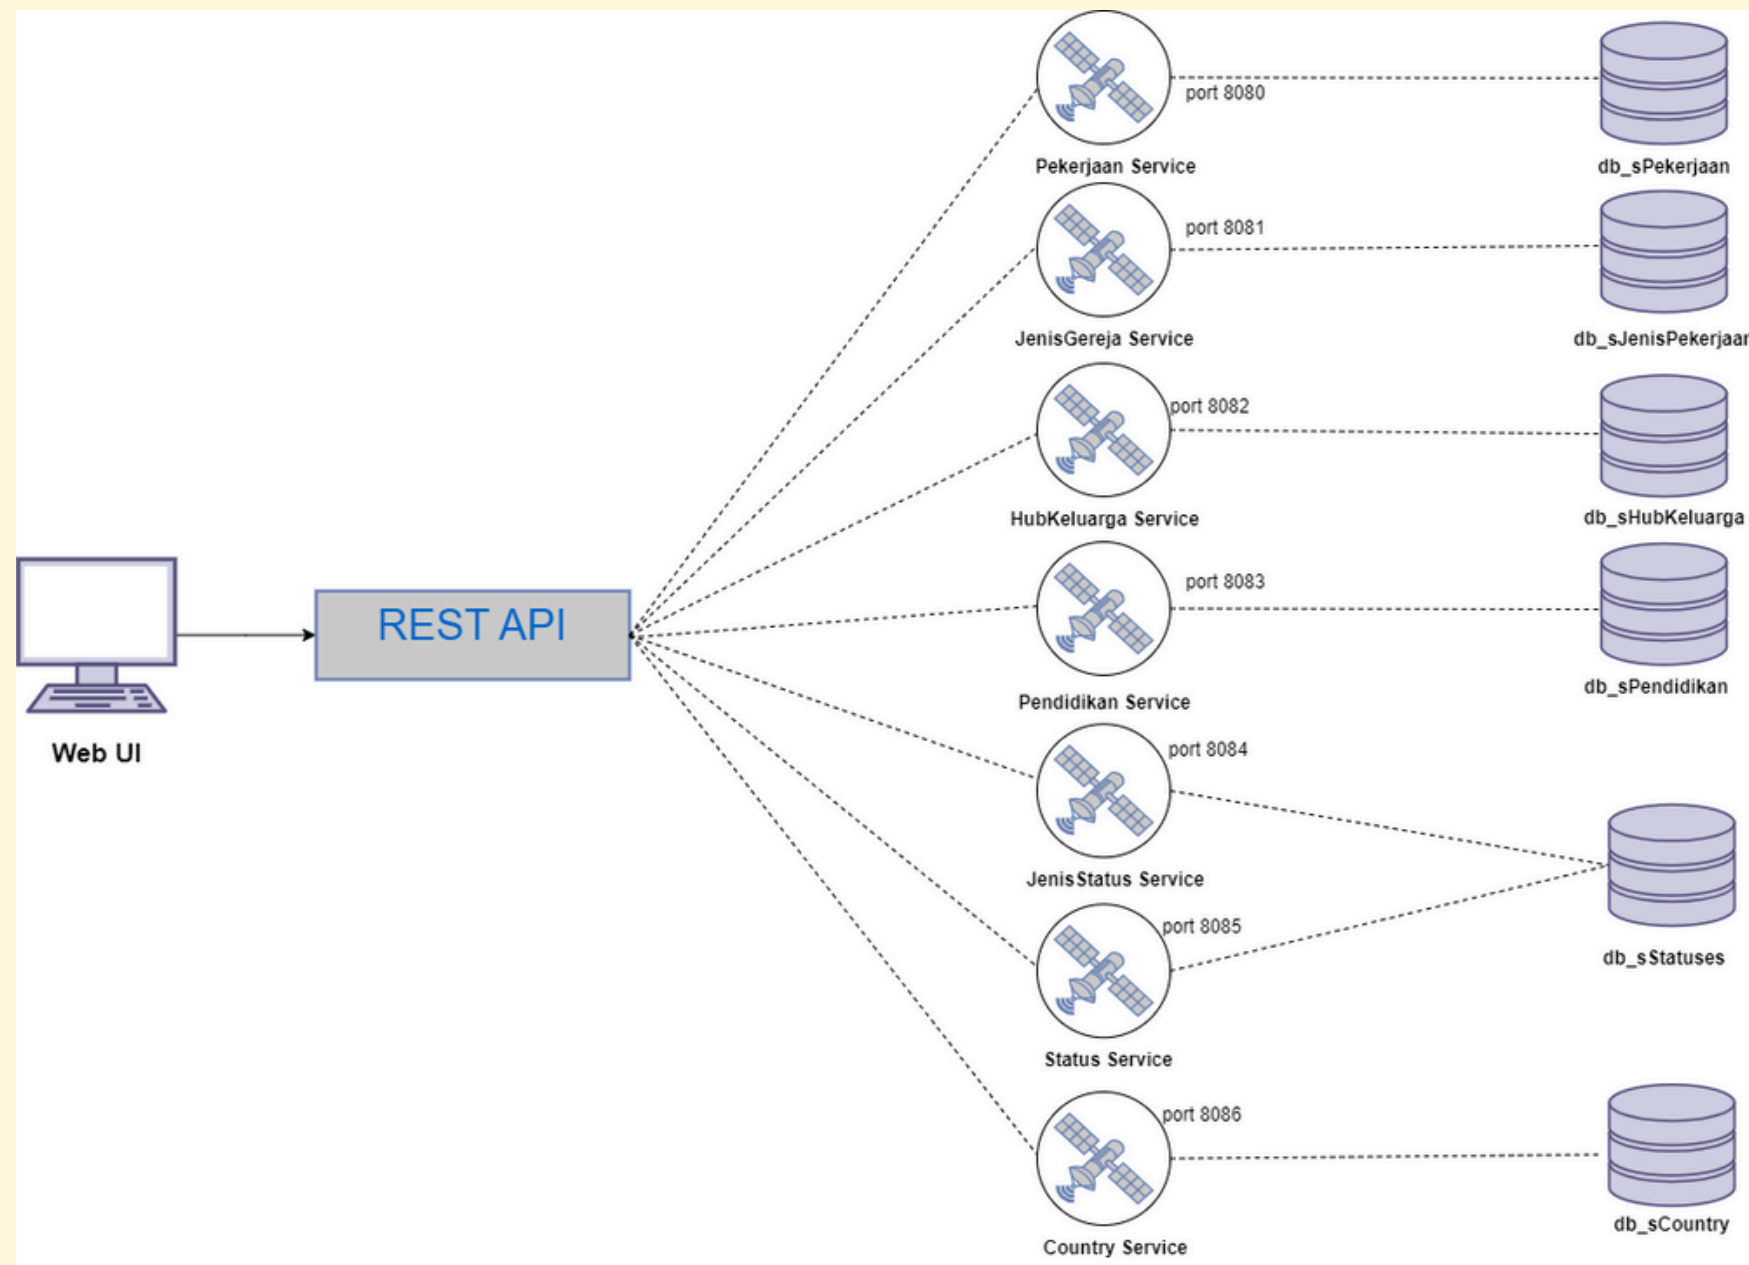 port 8080
Pekerjaan Service
db_sPekerjaan
port 8081
JenisGereja Service
db_sJenisPekerjaan
port 8082
HubKeluarga Service
db_sHubKeluarga
REST API
port 8083
Pendidikan Service
db_sPendidikan
Web UI
port 8084
JenisStatus Service
port 8085
db_sStatuses
Status Service
port 8086
db_sCountry
Country Service